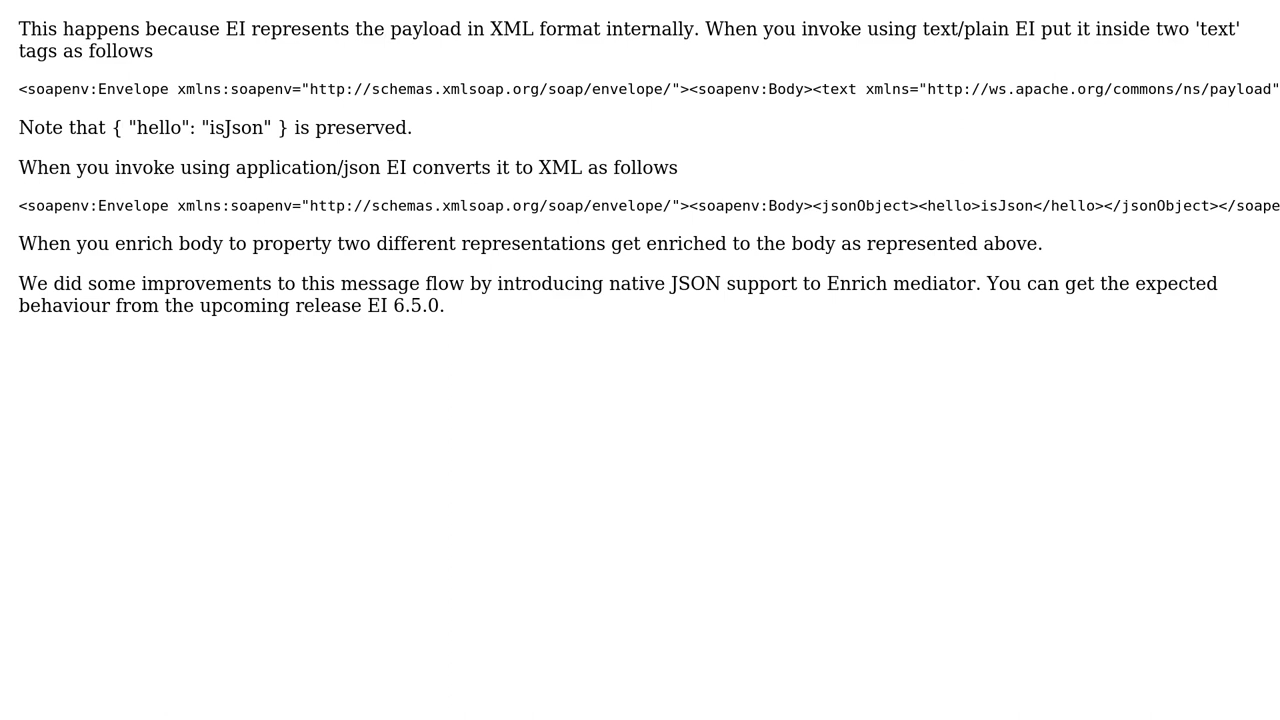 This happens because EI represents the payload in XML format internally. When you invoke using text/plain EI put it inside two 'text'
tags as follows
<soapenv:Envelope xmlns:soapenv="http://schemas.xmlsoap.org/soap/envelope/"><soapenv:Body><text xmlns="http://ws.apache.org/commons/ns/payload"
Note that { "hello": "isJson" } is preserved.
When you invoke using application/json EI converts it to XML as follows
<soapenv:Envelope xmlns:soapenv="http://schemas.xmlsoap.org/soap/envelope/"><soapenv:Body><jsonObject><hello>isJson</hello></jsonObject></soape
When you enrich body to property two different representations get enriched to the body as represented above.
We did some improvements to this message flow by introducing native JSON support to Enrich mediator. You can get the expected
behaviour from the upcoming release EI 6.5.0.